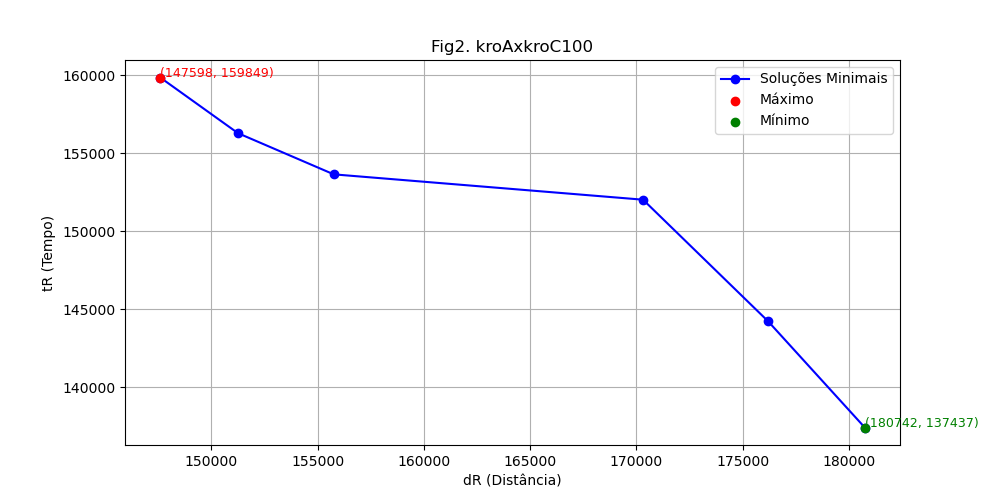 Fig2. kroAxkroC100
160000
155000
150000
145000
140000
tR (Tempo)
(147598, 159849)
Soluções Minimais
Máximo
Mínimo
(180742, 137437)
150000
155000
160000
165000
170000
175000
180000
dR (Distância)